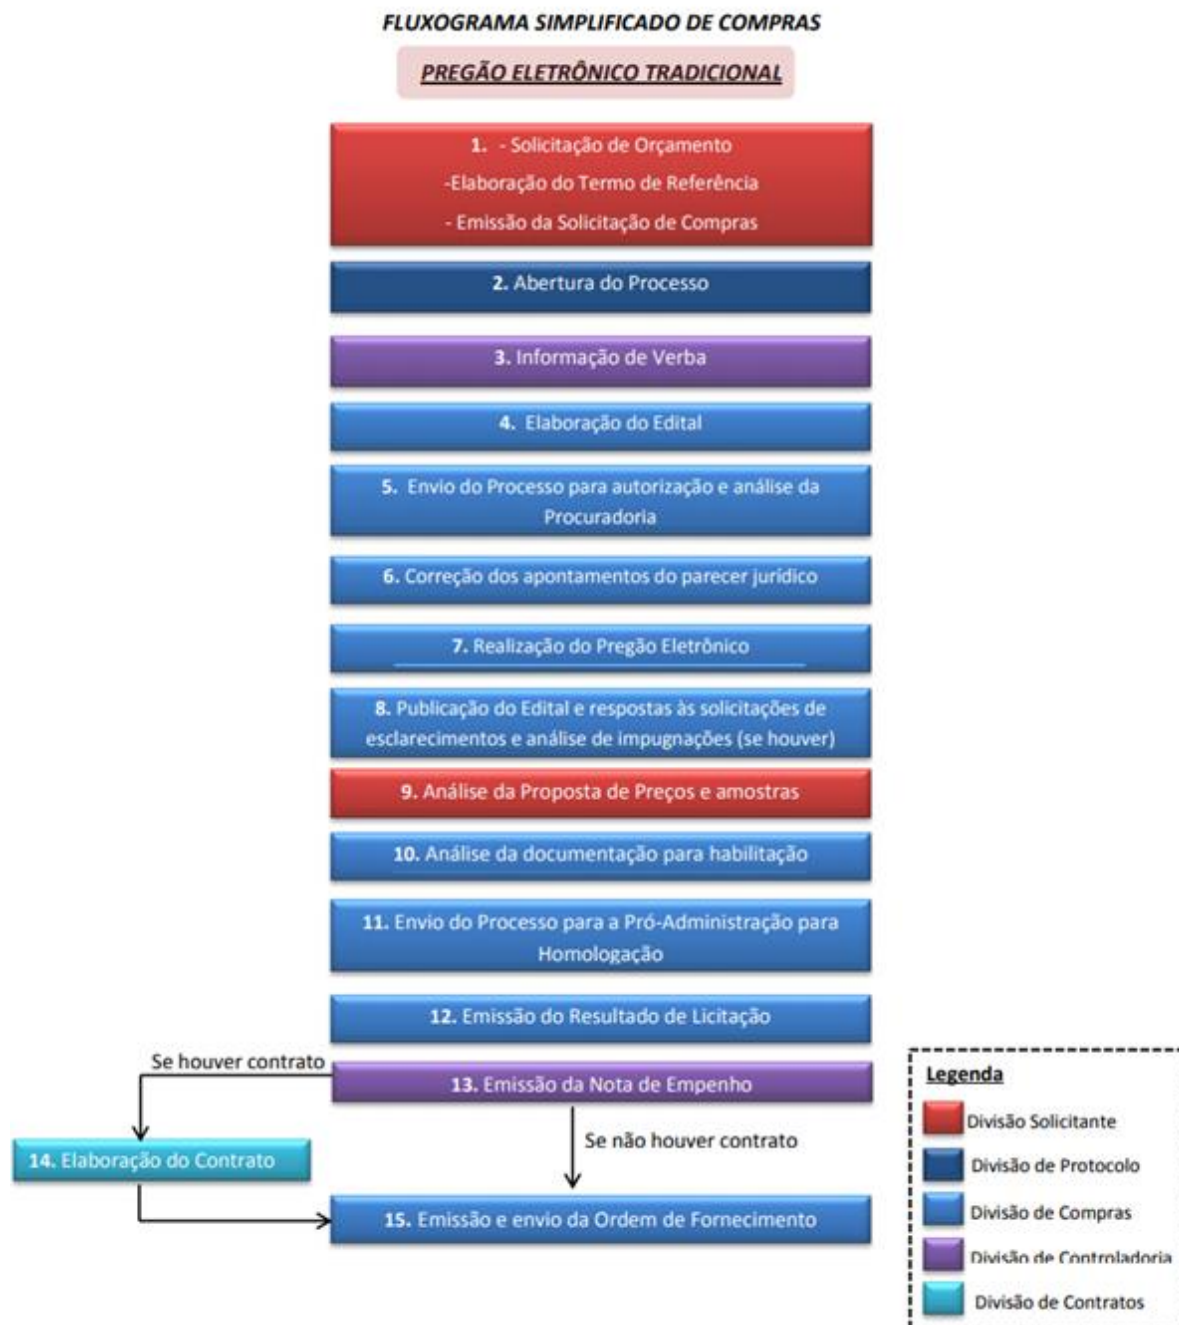 FLUXOGRAMA SIMPLIFICADO DE COMPRAS
PREGÃO ELETRÔNICO TRADICIONAL
1. - Solicitação de Orçamento
-Elaboração do Termo de Referência
- Emissão da Solicitação de Compras
2. Abertura do Processo
3. Informação de Verba
4. Elaboração do Edital
5. Envio do Processo para autorização e análise da
Procuradoria
6. Correção dos apontamentos do parecer jurídico
7. Realização do Pregão Eletrônico
8. Publicação do Edital e respostas às solicitações de
esclarecimentos e análise de impugnações (se houver)
9. Análise da Proposta de Preços e amostras
10. Análise da documentação para habilitação
11. Envio do Processo para a Pró-Administração para
Homologação
12. Emissão do Resultado de Licitação
Se houver contrato
13. Emissão da Nota de Empenho
Se não houver contrato
14. Elaboração do Contrato
15. Emissão e envio da Ordem de Fornecimento
Legenda
Divisão Solicitante
Divisão de Protocolo
Divisão de Compras
Divisão de Controladoria
Divisão de Contratos